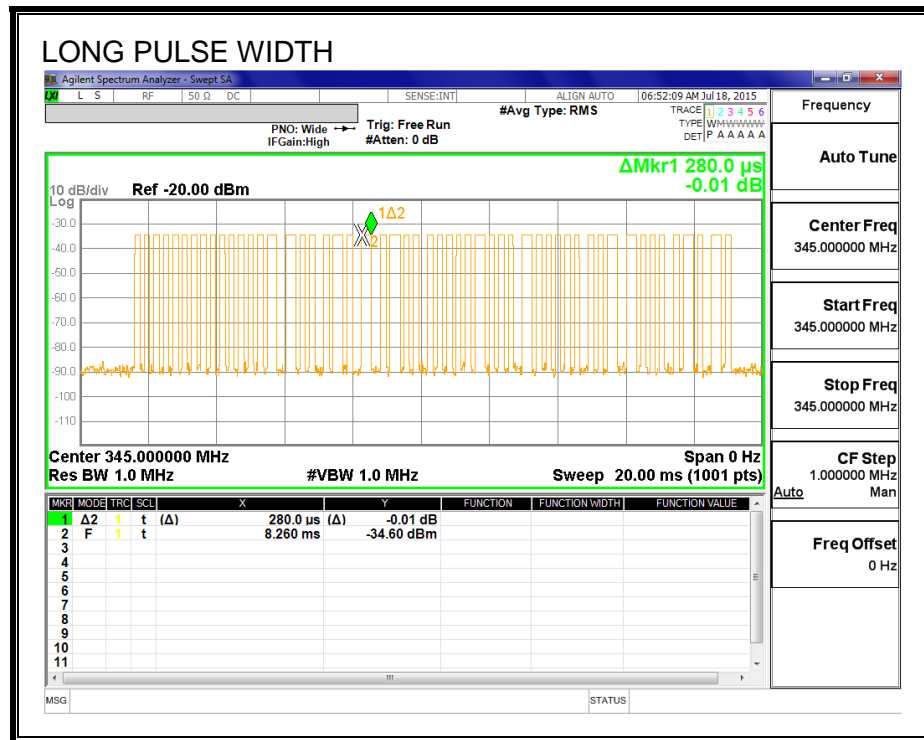 LONG PULSE WIDTH
Agilent Spectrum Analyzer - Swept SA
LXI L S RF 50 Ω DC SENSE:INT ALIGN AUTO 06:52:09 AM Jul 18, 2015
PNO: Wide
IFGain:High
Trig: Free Run
#Atten: 0 dB
#Avg Type: RMS
TRACE 1 2 3 4 5 6
TYPE WMWWWWW
DET P A A A A A
ΔMkr1 280.0 µs
-0.01 dB
10 dB/div Ref -20.00 dBm
Log
1Δ2
2
-30.0
-40.0
-50.0
-60.0
-70.0
-80.0
-90.0
-100
-110
Center 345.000000 MHz Span 0 Hz
Res BW 1.0 MHz #VBW 1.0 MHz Sweep 20.00 ms (1001 pts)
MKR MODE TRC SCL X Y FUNCTION FUNCTION WIDTH FUNCTION VALUE
1 Δ2 1 t (Δ) 280.0 µs (Δ) -0.01 dB
2 F 1 t 8.260 ms -34.60 dBm
3
4
5
6
7
8
9
10
11
MSG STATUS
Frequency
Auto Tune
Center Freq
345.000000 MHz
Start Freq
345.000000 MHz
Stop Freq
345.000000 MHz
CF Step
1.000000 MHz
Auto Man
Freq Offset
0 Hz